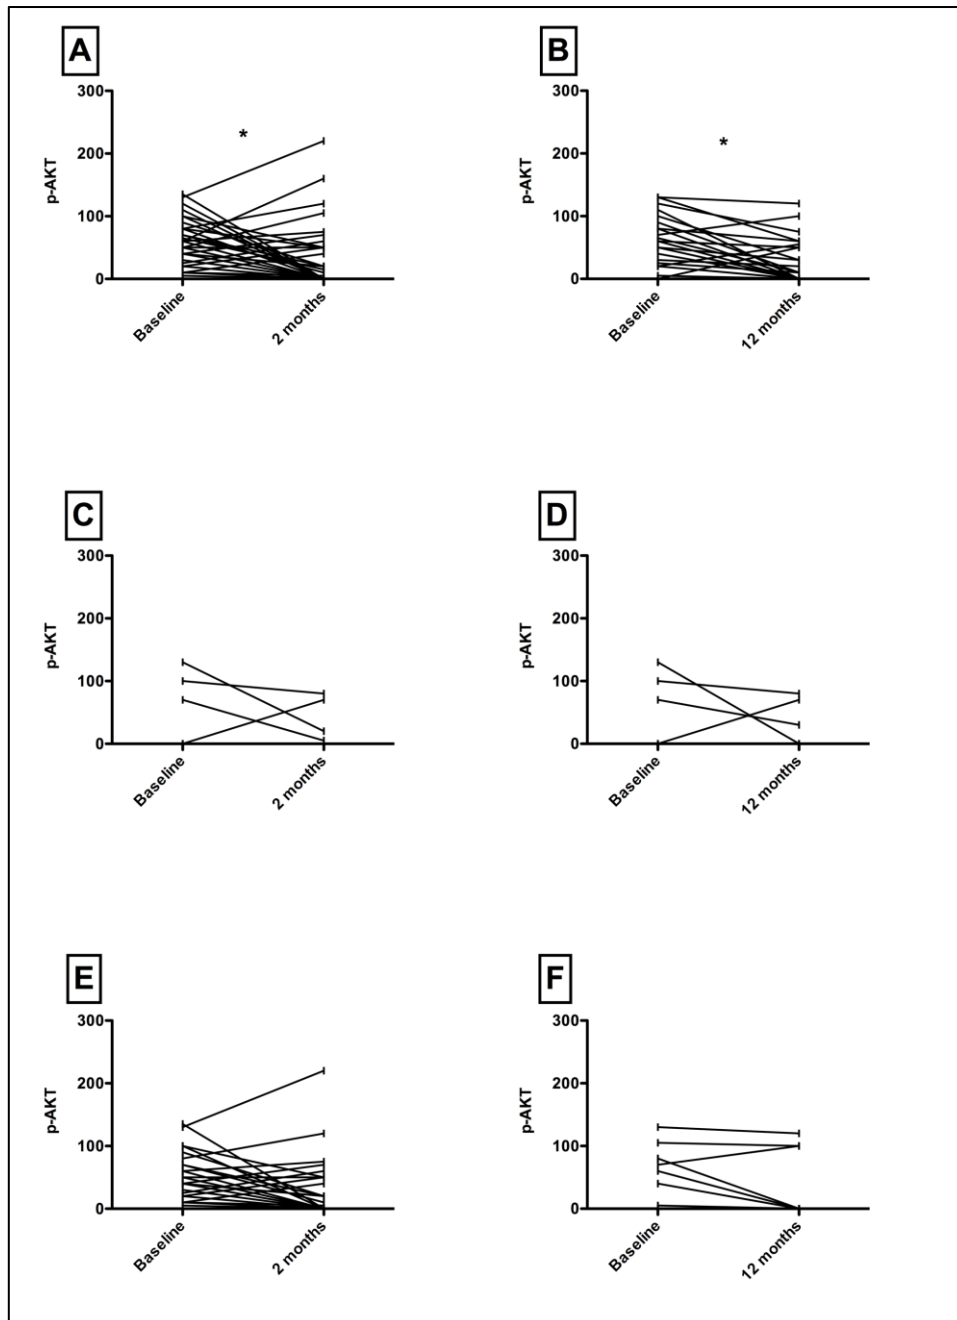 A
300
200
100
0
p-AKT
*
Baseline
2 months
B
300
200
100
0
p-AKT
*
Baseline
12 months
C
300
200
100
0
p-AKT
Baseline
2 months
D
300
200
100
0
p-AKT
Baseline
12 months
E
300
200
100
0
p-AKT
Baseline
2 months
F
300
200
100
0
p-AKT
Baseline
12 months